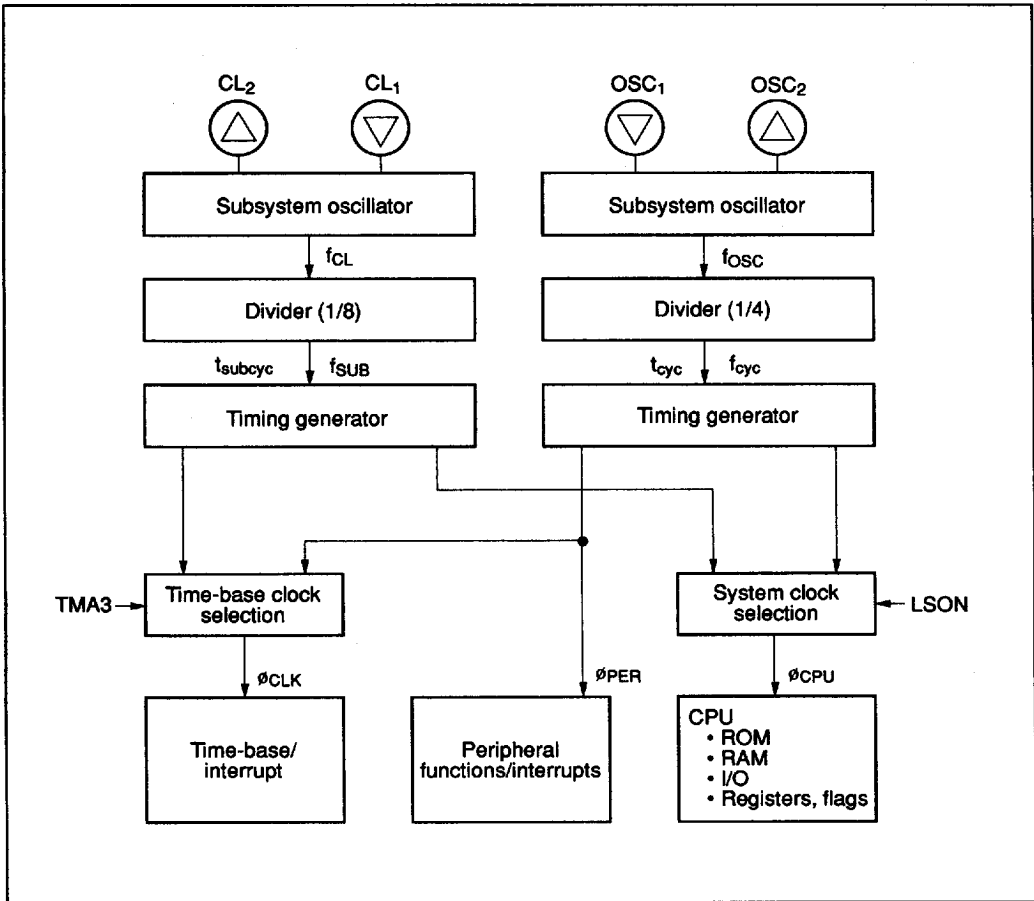 CL2
CL1
OSC1
OSC2
Subsystem oscillator
Subsystem oscillator
fCL
fOSC
Divider (1/8)
Divider (1/4)
tsubcyc
fSUB
tcyc
fcyc
Timing generator
Timing generator
TMA3
Time-base clock
selection
System clock
selection
LSON
øCLK
øPER
øCPU
Time-base/
interrupt
Peripheral
functions/interrupts
CPU
• ROM
• RAM
• I/O
• Registers, flags